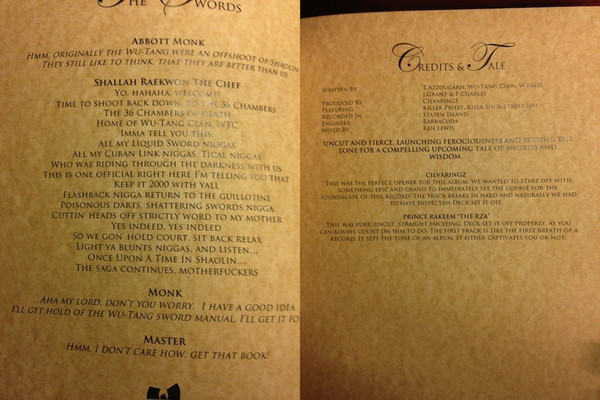 The Swords
Abbott Monk
Hmm, originally the Wu-Tang were an offshoot of Shaolin
They still like to think, that they are better than us
Shallah Raekwon The Chef
Yo, hahaha, welcome
Time to shoot back down, to the 36 Chambers
The 36 Chambers of Death
Home of Wu-Tang Clan, WTC
Imma tell you this,
All my Liquid Sword niggas
All my Cuban Link niggas, Tical niggas
Who was riding through the darkness with us
This is one official right here I'm telling you that
Keep it 2000 with yall
Flashback nigga return to the guillotine
Poisonous darts, shattering swords nigga
Cuttin' heads off strictly word to my mother
Yes indeed, yes indeed
So we gon' hold court, sit back relax
Light ya blunts niggas, and listen...
Once Upon A Time In Shaolin...
The saga continues, motherfuckers
Monk
Aha my lord, don't you worry. I have a good idea
I'll get hold of the Wu-Tang sword manual. I'll get it fo
Master
Hmm, I don't care how, get that book!
Credits & Tale
Written By T. Azzougarh, Wu-Tang Clan, W. Reed,
J. Grant & P. Charles
Produced By Cilvaringz
Featuring Killer Priest, Killa Sin & Street Life
Recorded In Staten Island
Engineer Barracuda
Mixed By Ken Lewis
Uncut and fierce, launching ferociousness and setting the
tone for a compelling upcoming tale of swords and
wisdom.
Cilvaringz
This was the perfect opener for this album. We wanted to start off with
something epic and grand to immediately set the course for the
soundscape of this record. The track breaks in hard and naturally we had
to have Inspectah Deck set it off.
Prince Rakeem "The RZA"
This was pure, uncut, straight emceeing. Deck set it off properly, as you
can always count on him to do. The first track is like the first breath of a
record. It sets the tone of an album. It either captivates you or not.